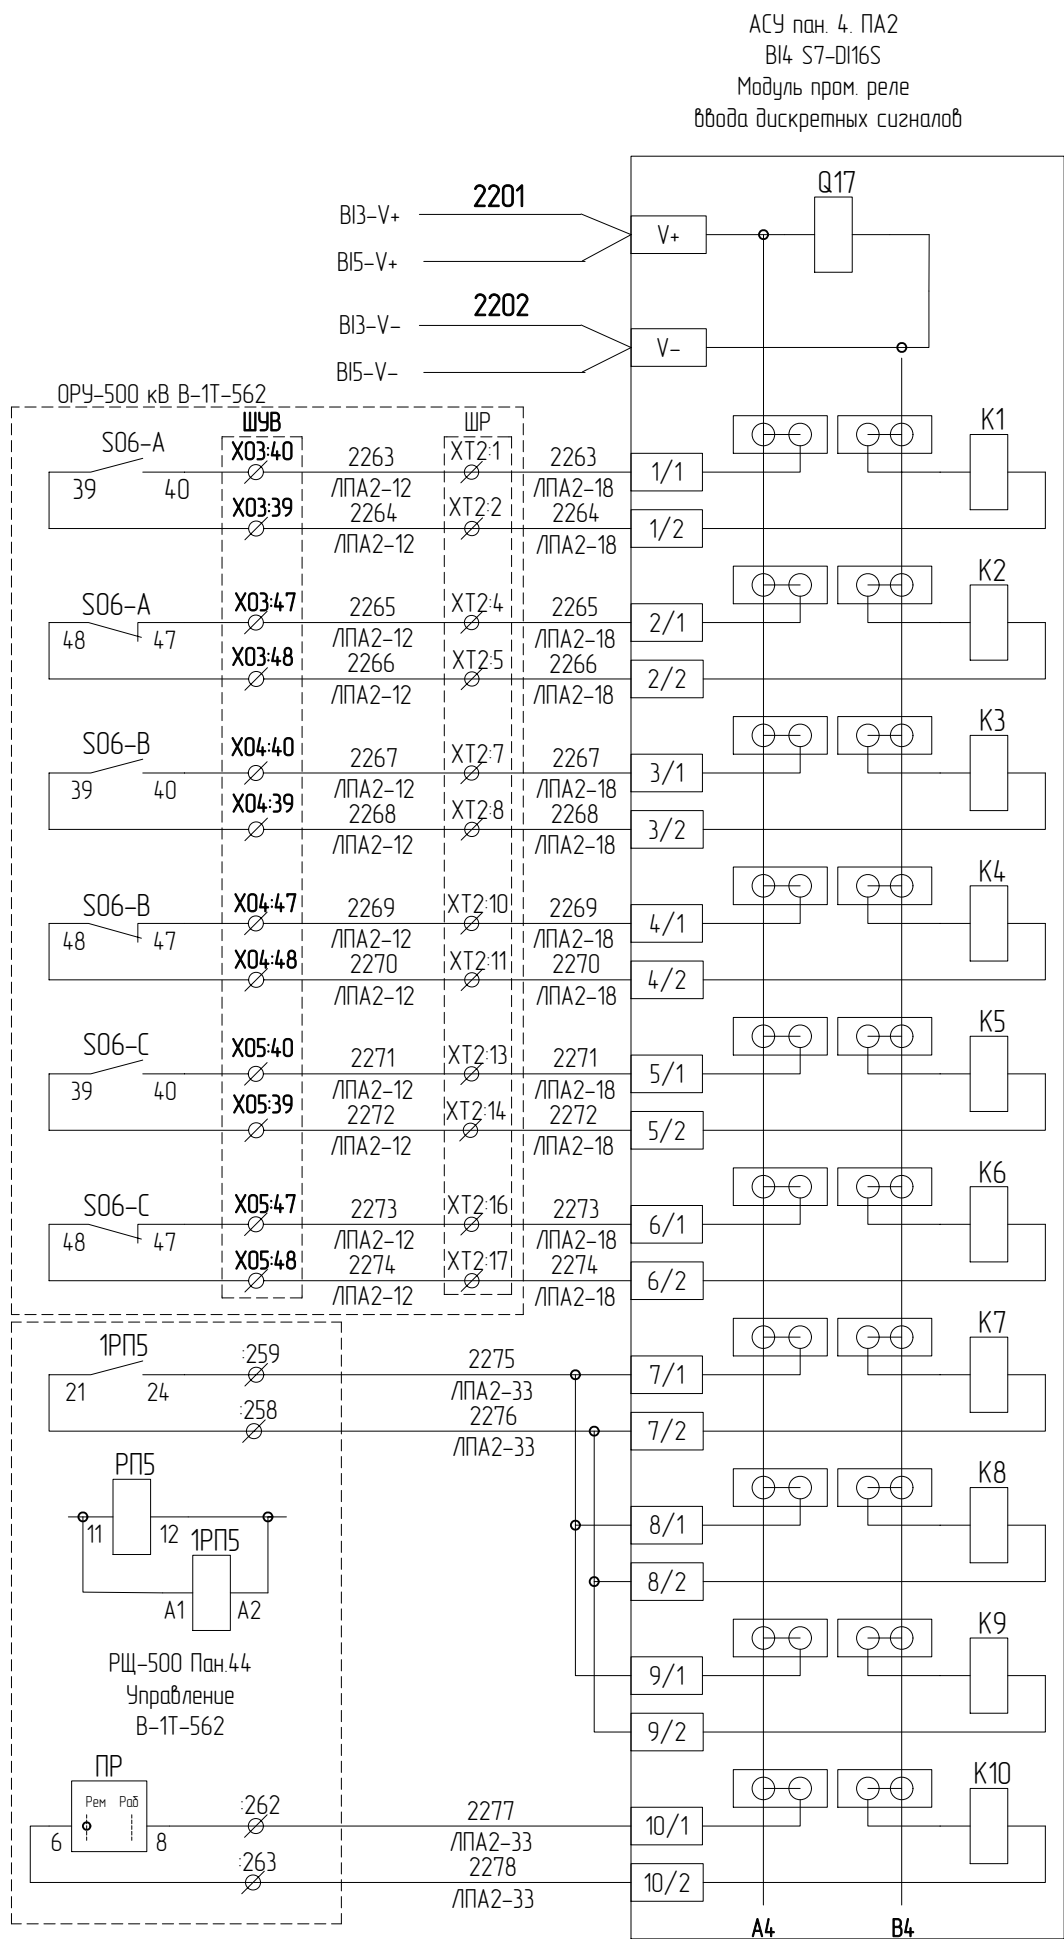 АСУ пан. 4. ПА2
BI4 S7-DI16S
Модуль пром. реле
ввода дискретных сигналов
Q17
2201
BI3-V+
V+
BI5-V+
2202
BI3-V-
V-
BI5-V-
ОРУ-500 кВ В-1Т-562
ШУВ
ШР
S06-A
X03:40
2263
XT2:1
2263
K1
39
40
ЛПА2-12
ЛПА2-18
1/1
X03:39
2264
XT2:2
2264
ЛПА2-12
ЛПА2-18
1/2
S06-A
X03:47
2265
XT2:4
2265
K2
48
47
ЛПА2-12
ЛПА2-18
2/1
X03:48
2266
XT2:5
2266
ЛПА2-12
ЛПА2-18
2/2
S06-B
X04:40
2267
XT2:7
2267
K3
39
40
ЛПА2-12
ЛПА2-18
3/1
X04:39
2268
XT2:8
2268
ЛПА2-12
ЛПА2-18
3/2
S06-B
X04:47
2269
XT2:10
2269
K4
48
47
ЛПА2-12
ЛПА2-18
4/1
X04:48
2270
XT2:11
2270
ЛПА2-12
ЛПА2-18
4/2
S06-C
X05:40
2271
XT2:13
2271
K5
39
40
ЛПА2-12
ЛПА2-18
5/1
X05:39
2272
XT2:14
2272
ЛПА2-12
ЛПА2-18
5/2
S06-C
X05:47
2273
XT2:16
2273
K6
48
47
ЛПА2-12
ЛПА2-18
6/1
X05:48
2274
XT2:17
2274
ЛПА2-12
ЛПА2-18
6/2
1РП5
:259
2275
K7
21
24
ЛПА2-33
7/1
:258
2276
ЛПА2-33
7/2
РП5
K8
11
12
8/1
1РП5
8/2
A1
A2
K9
РЩ-500 Пан.44
Управление
В-1Т-562
9/1
9/2
ПР
K10
Рем
Раб
:262
2277
6
8
ЛПА2-33
10/1
:263
2278
ЛПА2-33
10/2
A4
B4